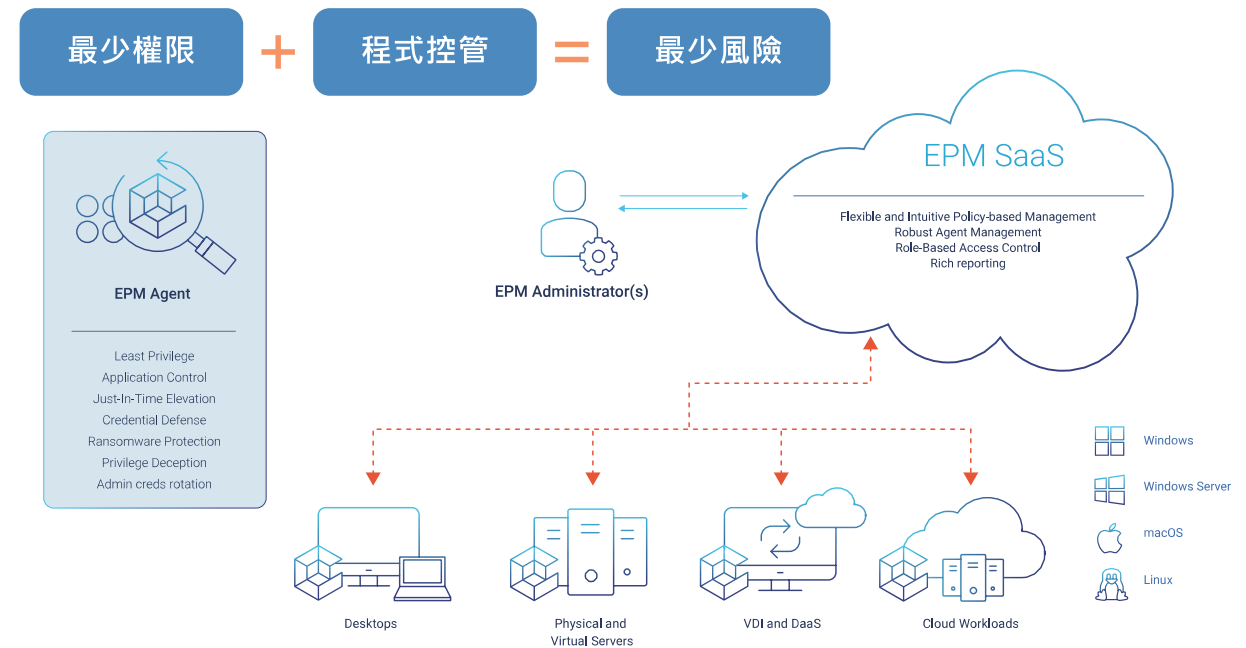 最少權限
+
程式控管
=
最少風險
EPM Agent
Least Privilege
Application Control
Just-In-Time Elevation
Credential Defense
Ransomware Protection
Privilege Deception
Admin creds rotation
EPM Administrator(s)
EPM SaaS
Flexible and Intuitive Policy-based Management
Robust Agent Management
Role-Based Access Control
Rich reporting
Desktops
Physical and
Virtual Servers
VDI and DaaS
Cloud Workloads
Windows
Windows Server
macOS
Linux